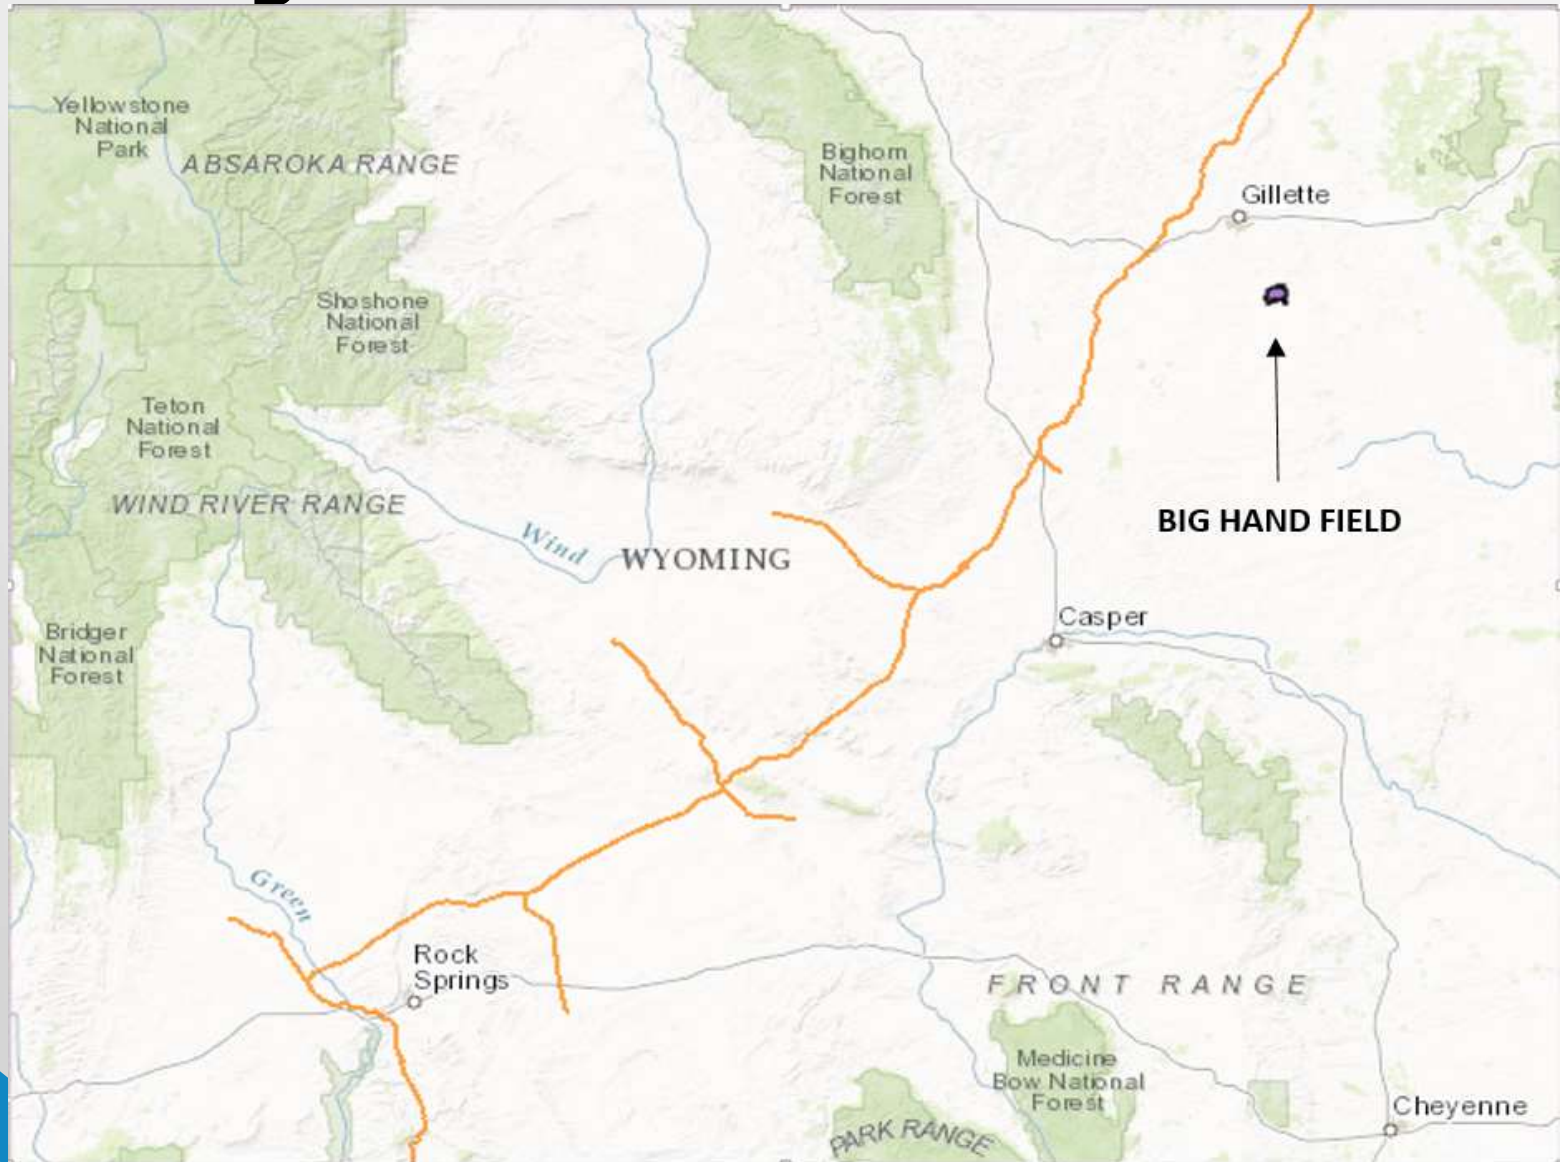 Yellowstone
National
Park
ABSAROKA RANGE
Bighorn
National
Forest
Gillette
Shoshone
National
Forest
Teton
National
Forest
WIND RIVER RANGE
Wind
WYOMING
BIG HAND FIELD
Casper
Bridger
National
Forest
Green
Rock
Springs
FRONT RANGE
Medicine
Bow National
Forest
PARK RANGE
Cheyenne